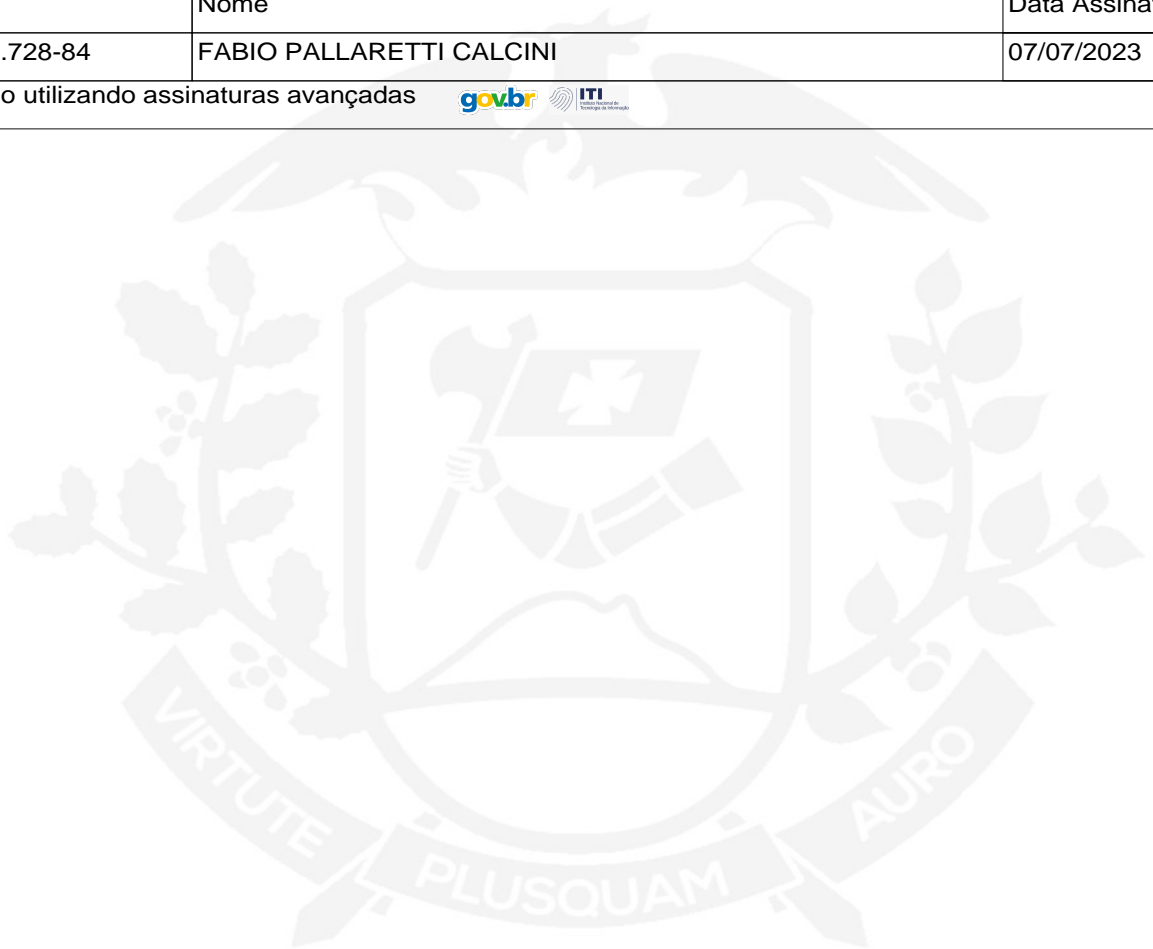 Nome Data Assinat
.728-84 FABIO PALLARETTI CALCINI 07/07/2023
o utilizando assinaturas avançadas gov.br ITI
VIRTUTE PLUSQUAM AURO